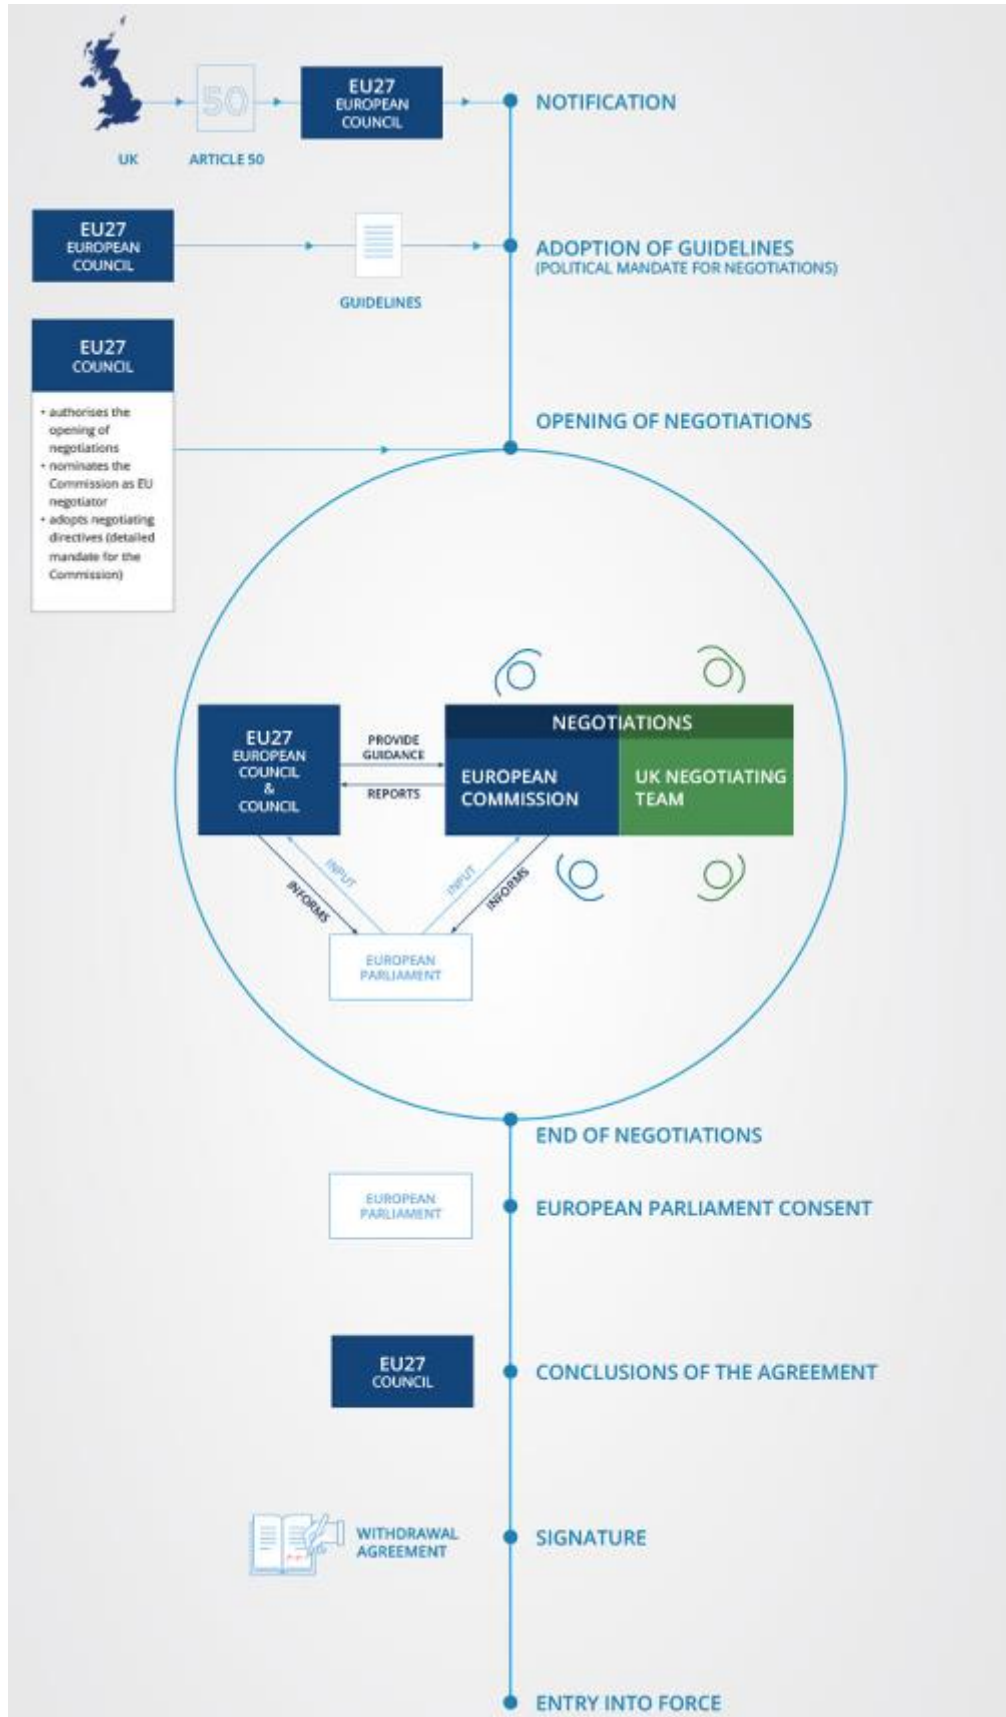 50
EU27
EUROPEAN
COUNCIL
NOTIFICATION
UK
ARTICLE 50
EU27
EUROPEAN
COUNCIL
GUIDELINES
ADOPTION OF GUIDELINES
(POLITICAL MANDATE FOR NEGOTIATIONS)
EU27
COUNCIL
• authorises the
opening of
negotiations
• nominates the
Commission as EU
negotiator
• adopts negotiating
directives (detailed
mandate for the
Commission)
OPENING OF NEGOTIATIONS
EU27
EUROPEAN
COUNCIL
&
COUNCIL
PROVIDE
GUIDANCE
REPORTS
NEGOTIATIONS
EUROPEAN
COMMISSION
UK NEGOTIATING
TEAM
INPUT
INFORMS
INPUT
INFORMS
EUROPEAN
PARLIAMENT
END OF NEGOTIATIONS
EUROPEAN
PARLIAMENT
EUROPEAN PARLIAMENT CONSENT
EU27
COUNCIL
CONCLUSIONS OF THE AGREEMENT
WITHDRAWAL
AGREEMENT
SIGNATURE
ENTRY INTO FORCE